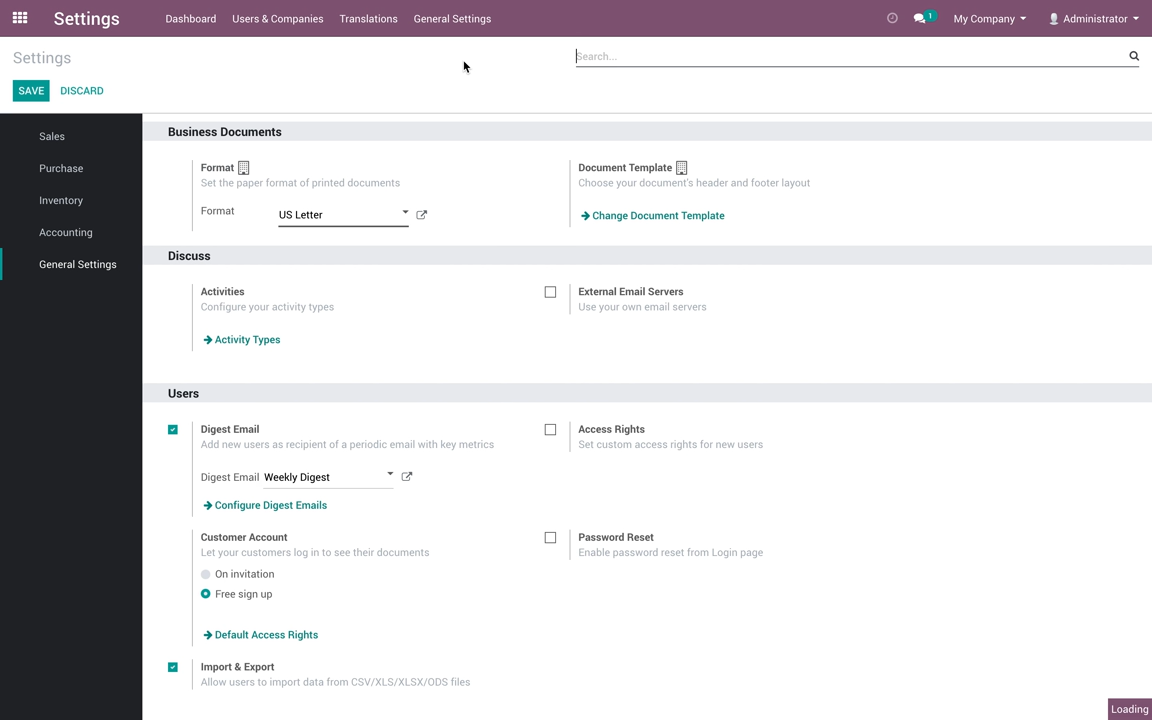 Settings Dashboard Users & Companies Translations General Settings 1 My Company Administrator
Settings
Search...
SAVE DISCARD
Sales
Purchase
Inventory
Accounting
General Settings
Business Documents
Format
Set the paper format of printed documents
Format US Letter
Document Template
Choose your document's header and footer layout
Change Document Template
Discuss
Activities
Configure your activity types
Activity Types
External Email Servers
Use your own email servers
Users
Digest Email
Add new users as recipient of a periodic email with key metrics
Digest Email Weekly Digest
Configure Digest Emails
Access Rights
Set custom access rights for new users
Customer Account
Let your customers log in to see their documents
On invitation
Free sign up
Default Access Rights
Password Reset
Enable password reset from Login page
Import & Export
Allow users to import data from CSV/XLS/XLSX/ODS files
Loading